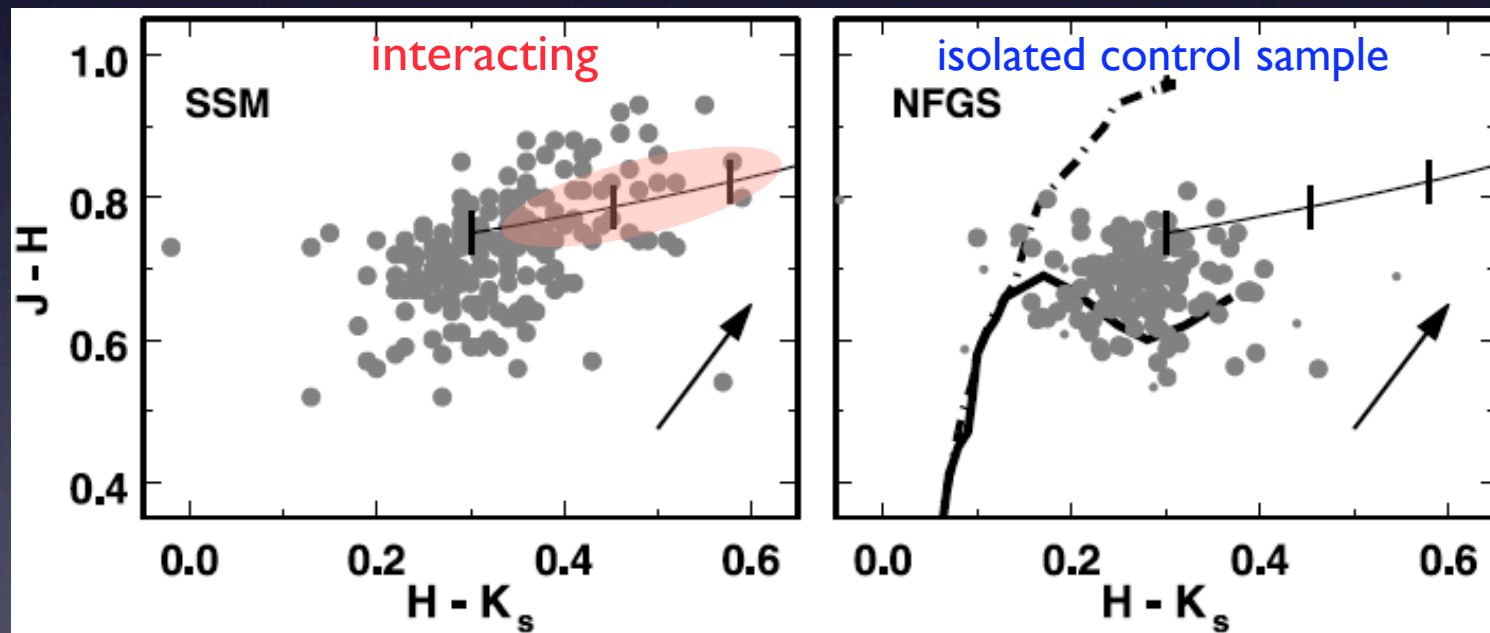 interacting
isolated control sample
SSM
NFGS
1.0
0.8
0.6
0.4
J - H
0.0 0.2 0.4 0.6
0.0 0.2 0.4 0.6
H - Ks
H - Ks